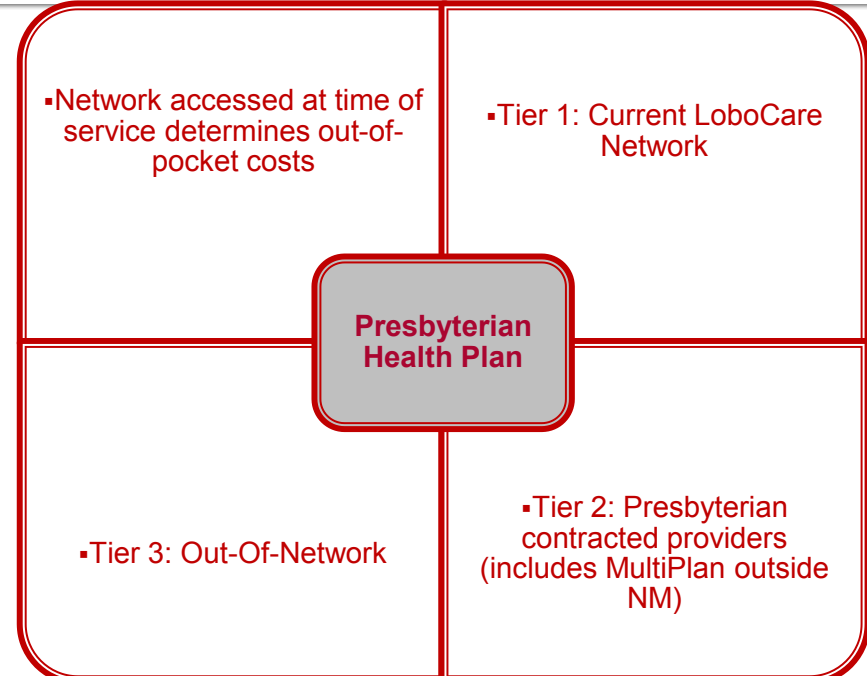 ▪Network accessed at time of
service determines out-of-
pocket costs
▪Tier 1: Current LoboCare
Network
Presbyterian
Health Plan
▪Tier 3: Out-Of-Network
▪Tier 2: Presbyterian
contracted providers
(includes MultiPlan outside
NM)